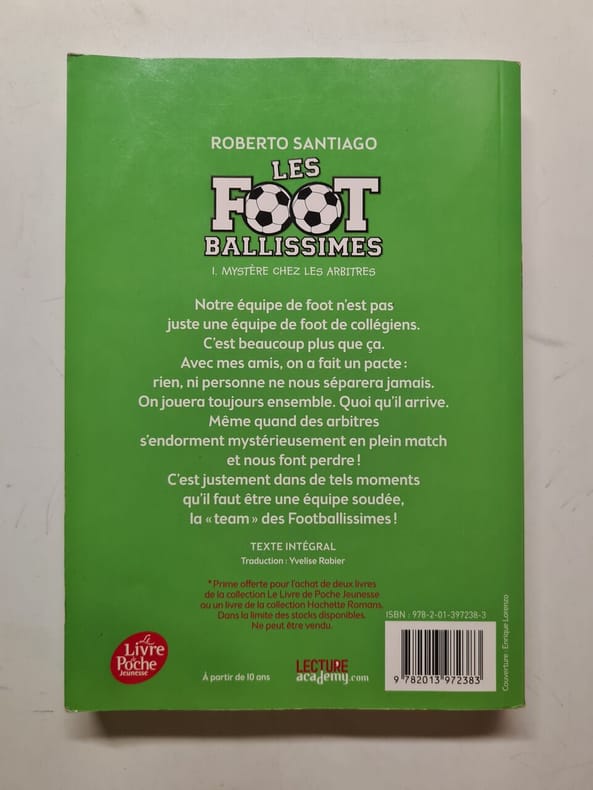 ROBERTO SANTIAGO
LES
FOOT
BALLISSIMES
1. MYSTÈRE CHEZ LES ARBITRES
Notre équipe de foot n'est pas
juste une équipe de foot de collégiens.
C'est beaucoup plus que ça.
Avec mes amis, on a fait un pacte :
rien, ni personne ne nous séparera jamais.
On jouera toujours ensemble. Quoi qu'il arrive.
Même quand des arbitres
s'endorment mystérieusement en plein match
et nous font perdre !
C'est justement dans de tels moments
qu'il faut être une équipe soudée,
la « team » des Footballissimes !
TEXTE INTÉGRAL
Traduction : Yvelise Rabier
*Prime offerte pour l'achat de deux livres
de la collection Le Livre de Poche Jeunesse
ou un livre de la collection Hachette Romans.
Dans la limite des stocks disponibles.
Ne peut être vendu.
Le
Livre
de
Poche
Jeunesse
À partir de 10 ans
LECTURE
academy.com
ISBN : 978-2-01-397238-3
9 782013 972383
Couverture : Enrique Lorenzo